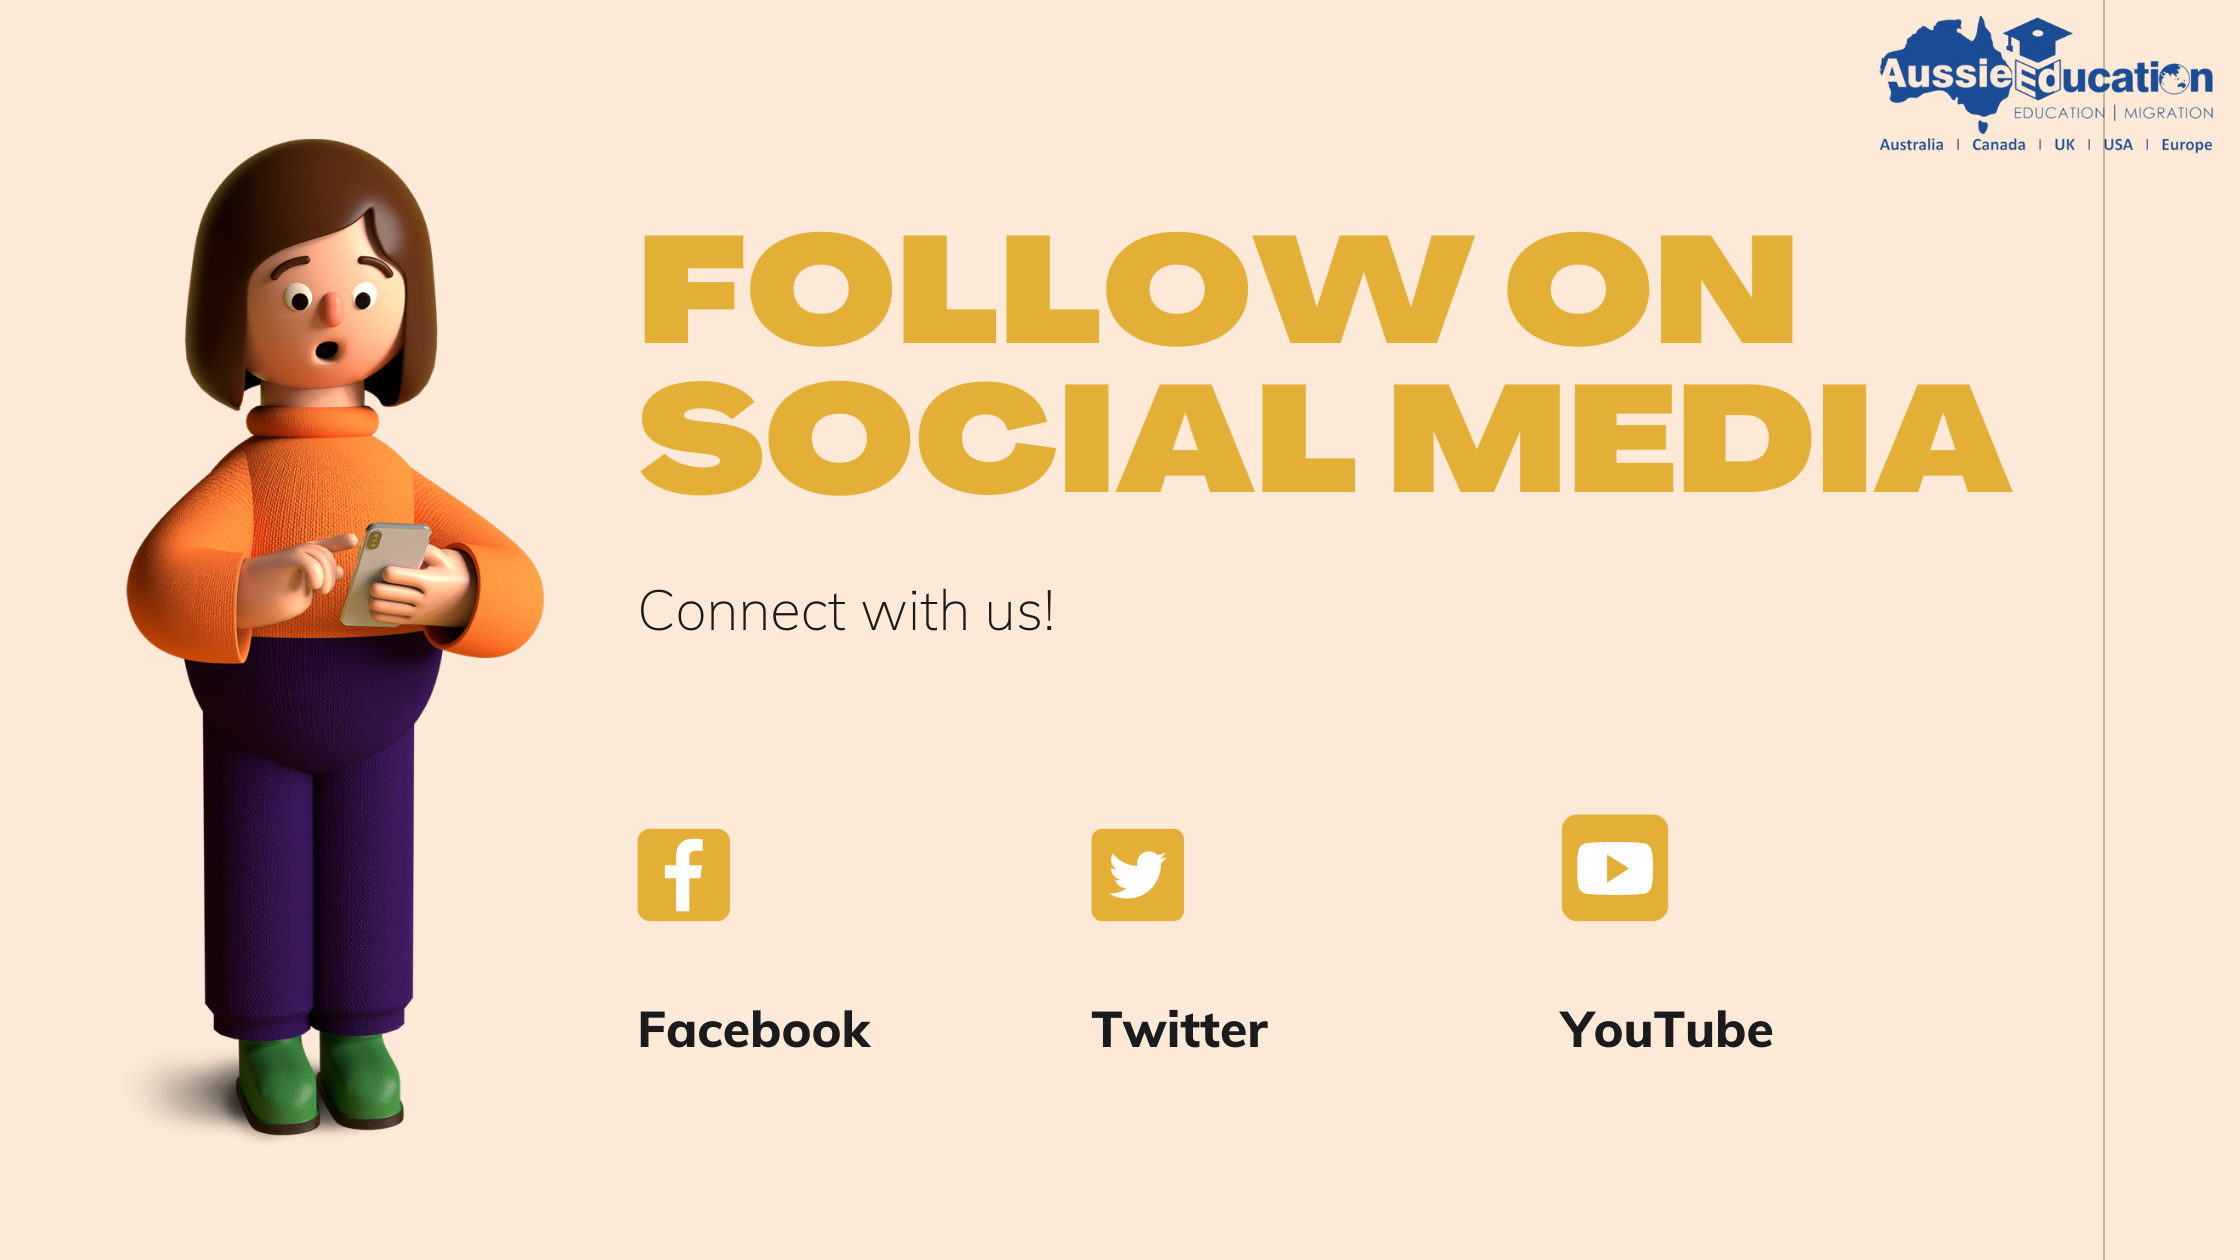 AussieEducation
EDUCATION | MIGRATION
Australia | Canada | UK | USA | Europe
FOLLOW ON
SOCIAL MEDIA
Connect with us!
Facebook
Twitter
YouTube